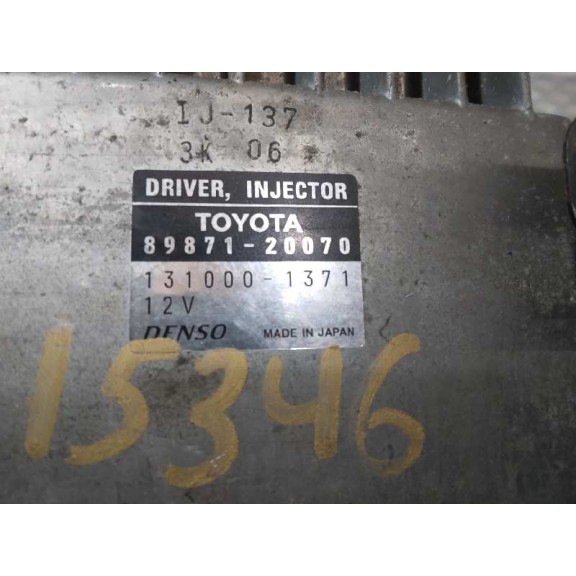 IJ-137
3K 06
DRIVER, INJECTOR
TOYOTA
89871-20070
131000-1371
12V
DENSO MADE IN JAPAN
15346